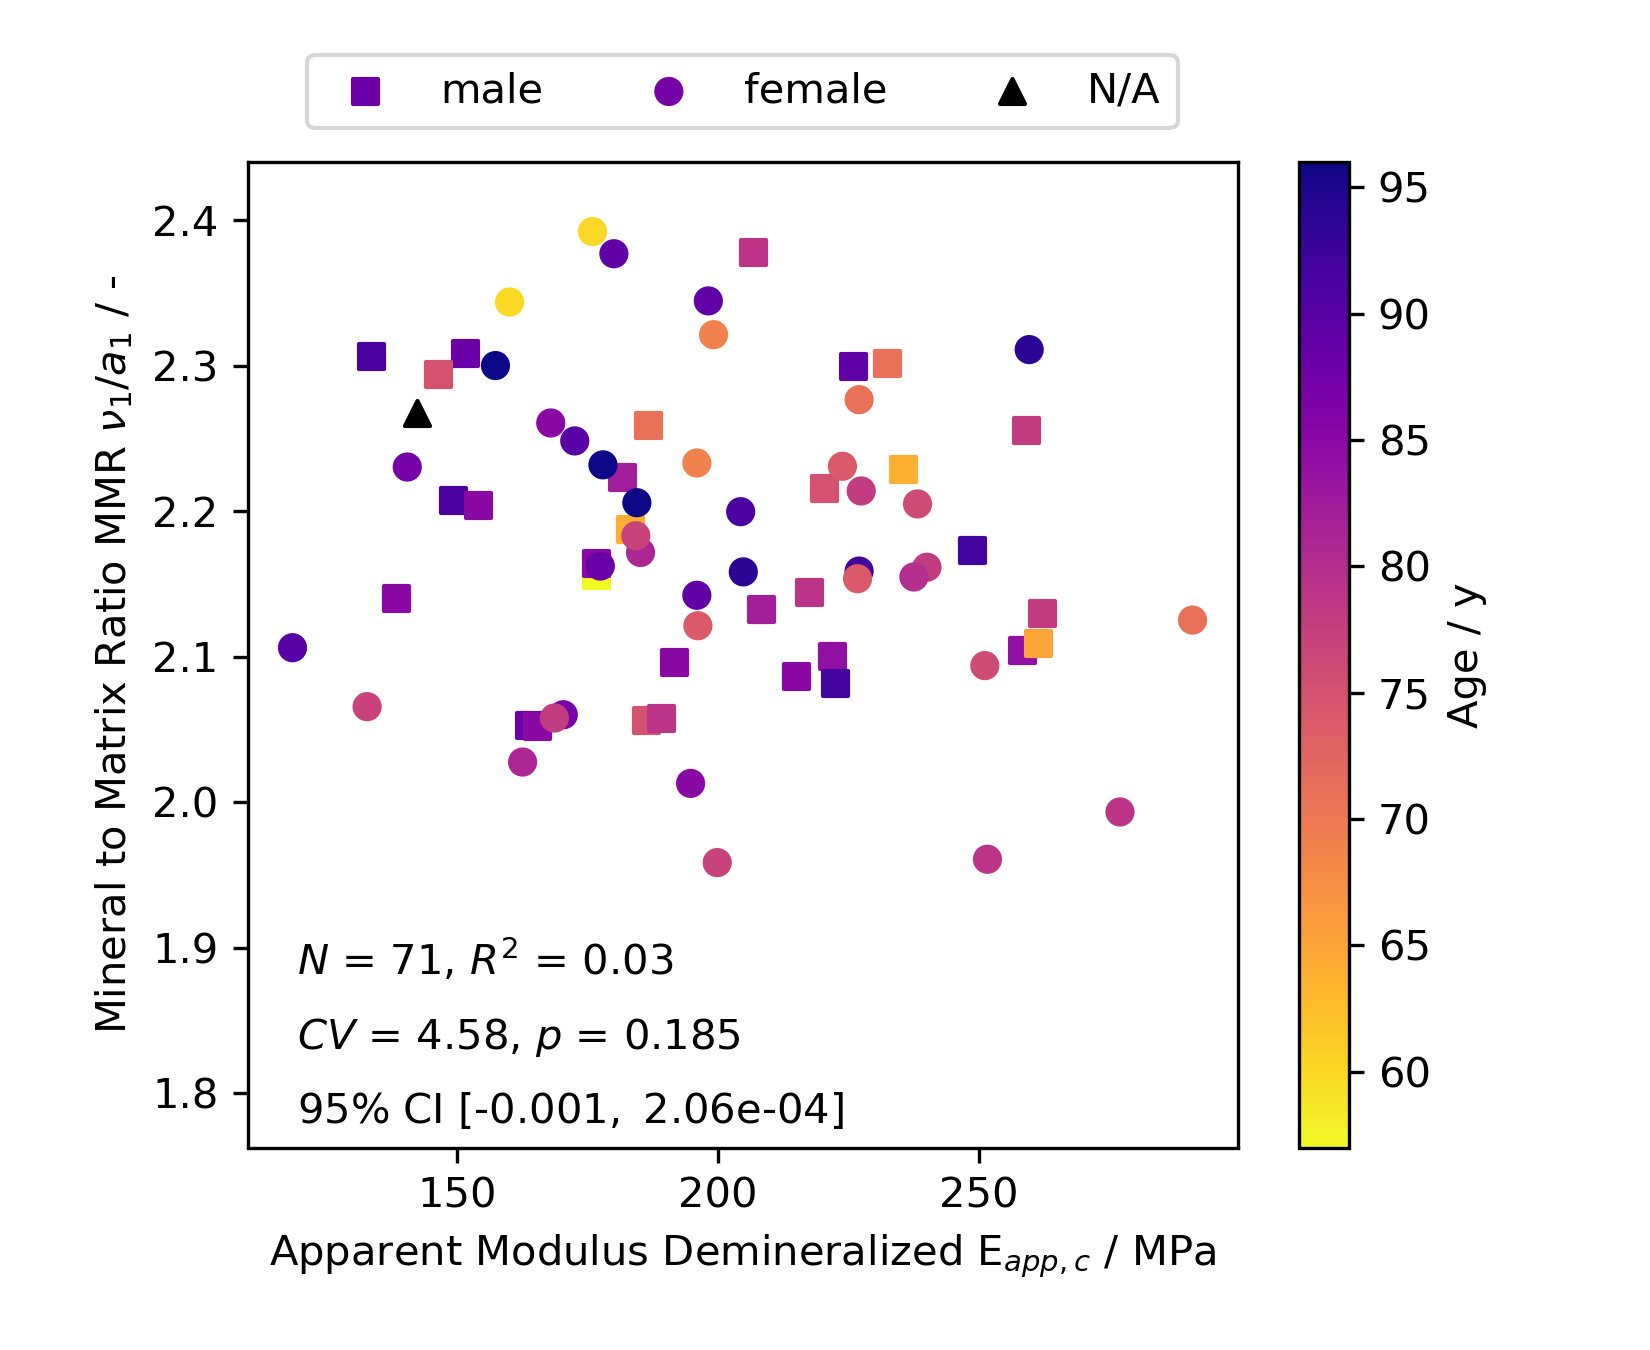 male female N/A
2.4
2.3
2.2
2.1
2.0
1.9
1.8
Mineral to Matrix Ratio MMR ν₁/a₁ / -
N = 71, R² = 0.03
CV = 4.58, p = 0.185
95% CI [-0.001, 2.06e-04]
150 200 250
Apparent Modulus Demineralized E_app,c / MPa
95
90
85
80
75
70
65
60
Age / y